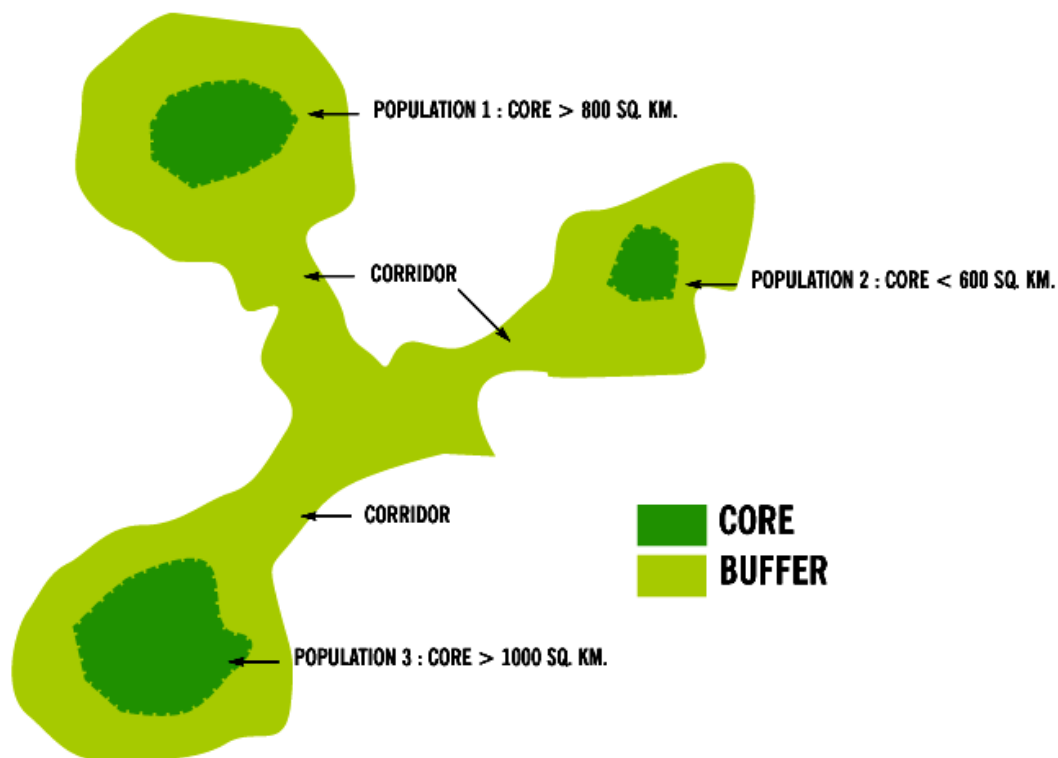 POPULATION 1 : CORE > 800 SQ. KM.
CORRIDOR
POPULATION 2 : CORE < 600 SQ. KM.
CORRIDOR
CORE
BUFFER
POPULATION 3 : CORE > 1000 SQ. KM.